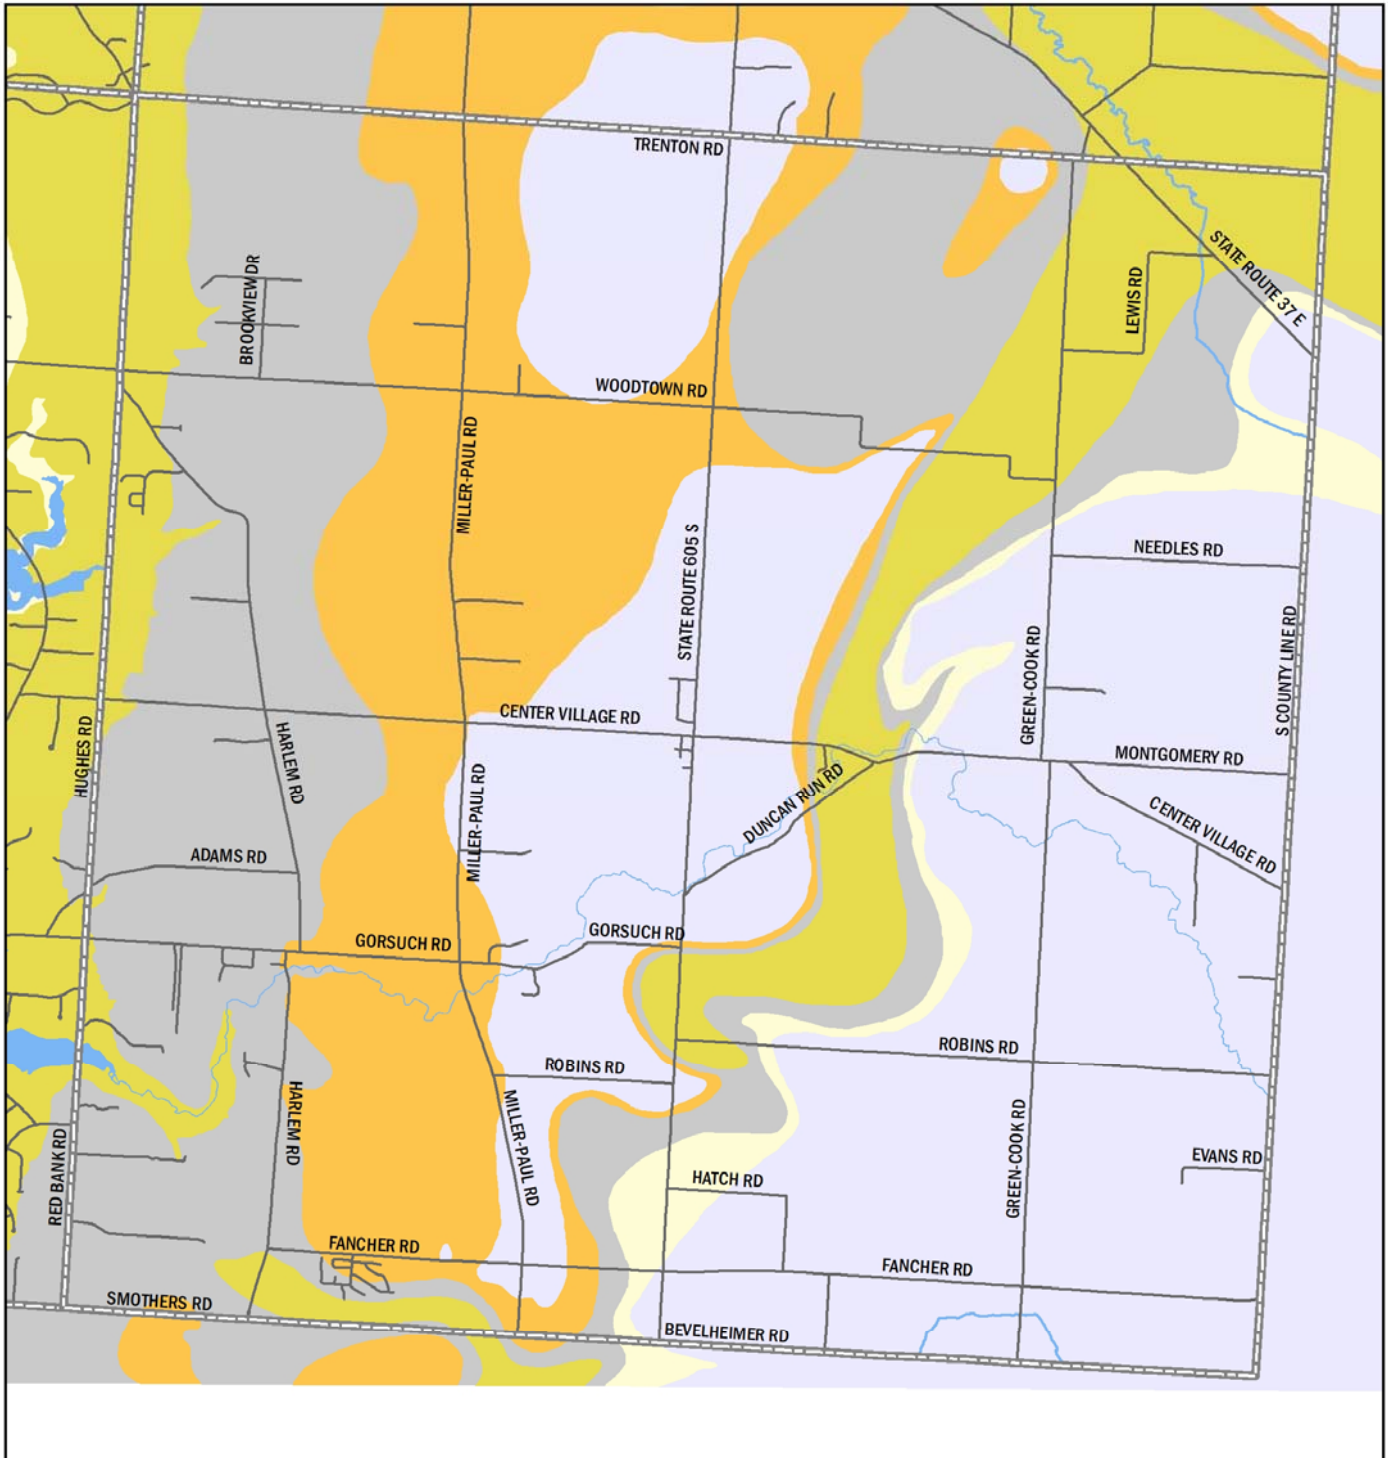 TRENTON RD
STATE ROUTE 37 E
BROOKVIEW DR
LEWIS RD
WOODTOWN RD
MILLER-PAUL RD
STATE ROUTE 605 S
NEEDLES RD
GREEN-COOK RD
S COUNTY LINE RD
CENTER VILLAGE RD
HUGHES RD
HARLEM RD
MONTGOMERY RD
MILLER-PAUL RD
DUNCAN RUN RD
CENTER VILLAGE RD
ADAMS RD
GORSUCH RD
GORSUCH RD
ROBINS RD
ROBINS RD
HARLEM RD
MILLER-PAUL RD
GREEN-COOK RD
RED BANK RD
EVANS RD
HATCH RD
FANCHER RD
FANCHER RD
SMOTHERS RD
BEVELHEIMER RD